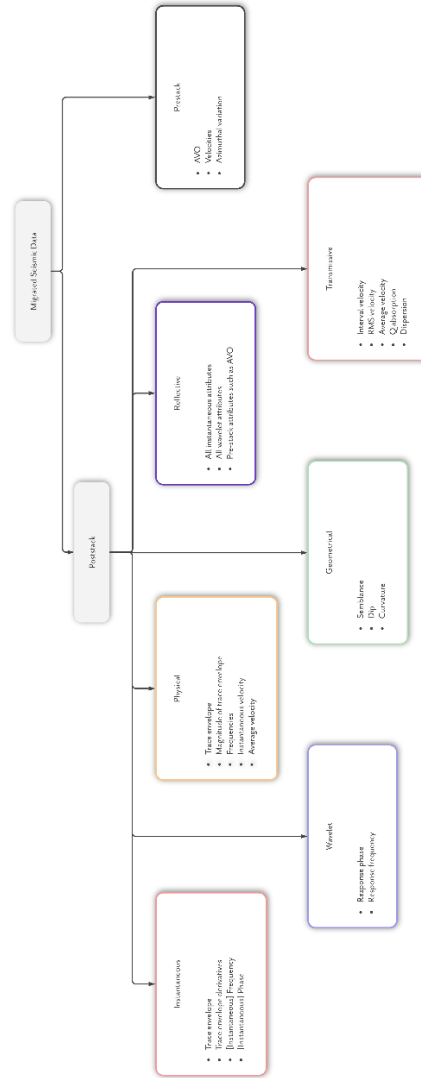 Migrated Seismic Data
Poststack
Prestack
• AVO
• Velocities
• Azimuthal variation
Instantaneous
• Trace envelope
• Trace envelope derivatives
• [Instantaneous] Frequency
• [Instantaneous] Phase
Physical
• Trace envelope
• Magnitude of trace envelope
• Frequencies
• Instantaneous velocity
• Average velocity
Reflective
• All instantaneous attributes
• All wavelet attributes
• Pre-stack attributes such as AVO
Wavelet
• Response phase
• Response frequency
Geometrical
• Semblance
• Dip
• Curvature
Transmissive
• Interval velocity
• RMS velocity
• Average velocity
• Q absorption
• Dispersion